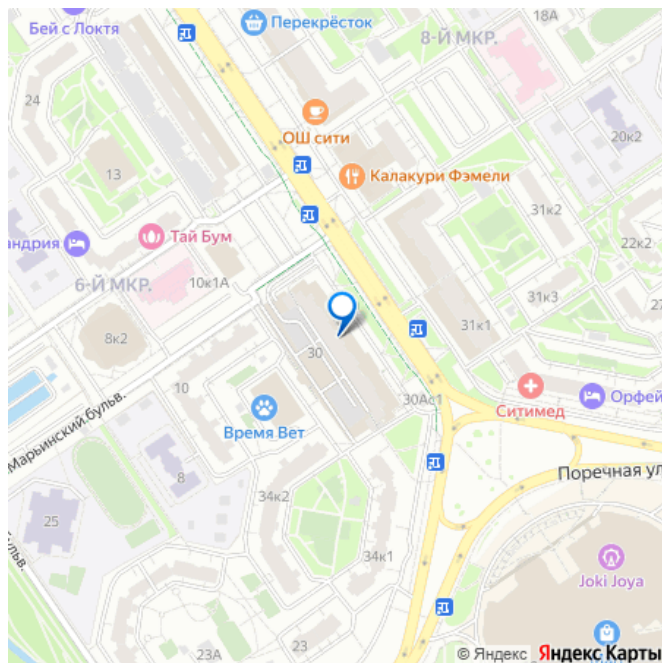 Бей с Локтя
Перекрёсток
18А
8-Й МКР.
24
ОШ сити
20к2
13
Калакури Фэмели
31к2
андрия
Тай Бум
22к2
6-Й МКР.
10к1А
31к3
8к2
31к1
30
10
30Ас1
Ситимед
Орфей
Марьинский бульв.
Время Вет
8
Поречная ул
34к2
25
бульв.
34к1
Joki Joya
23А
23
© Яндекс Яндекс Карты